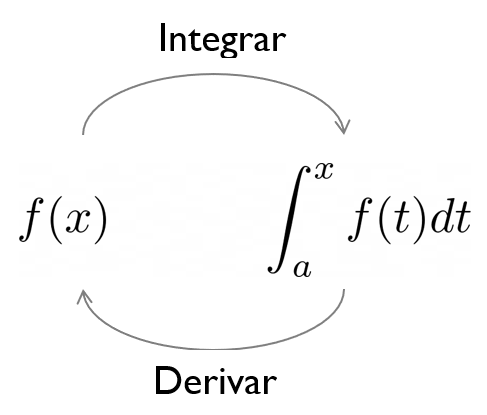 Integrar
f(x)
∫ₐˣ f(t)dt
Derivar